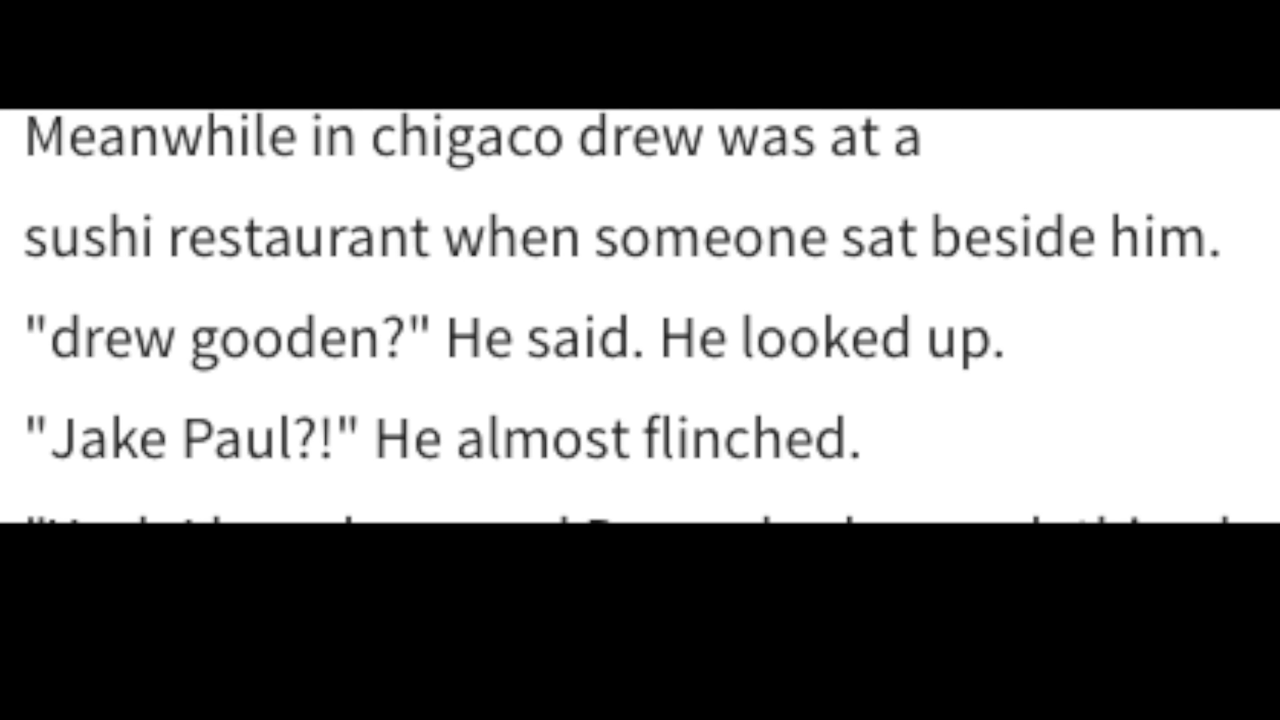 Meanwhile in chigaco drew was at a
sushi restaurant when someone sat beside him.
"drew gooden?" He said. He looked up.
"Jake Paul?!" He almost flinched.